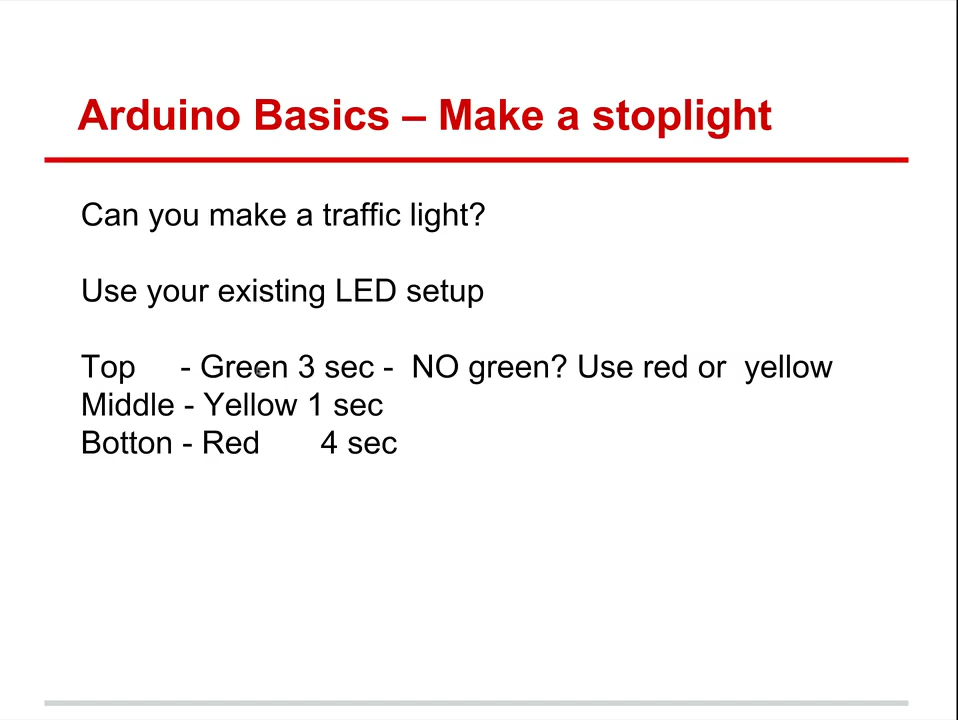 Arduino Basics – Make a stoplight
Can you make a traffic light?
Use your existing LED setup
Top - Green 3 sec - NO green? Use red or yellow
Middle - Yellow 1 sec
Botton - Red 4 sec